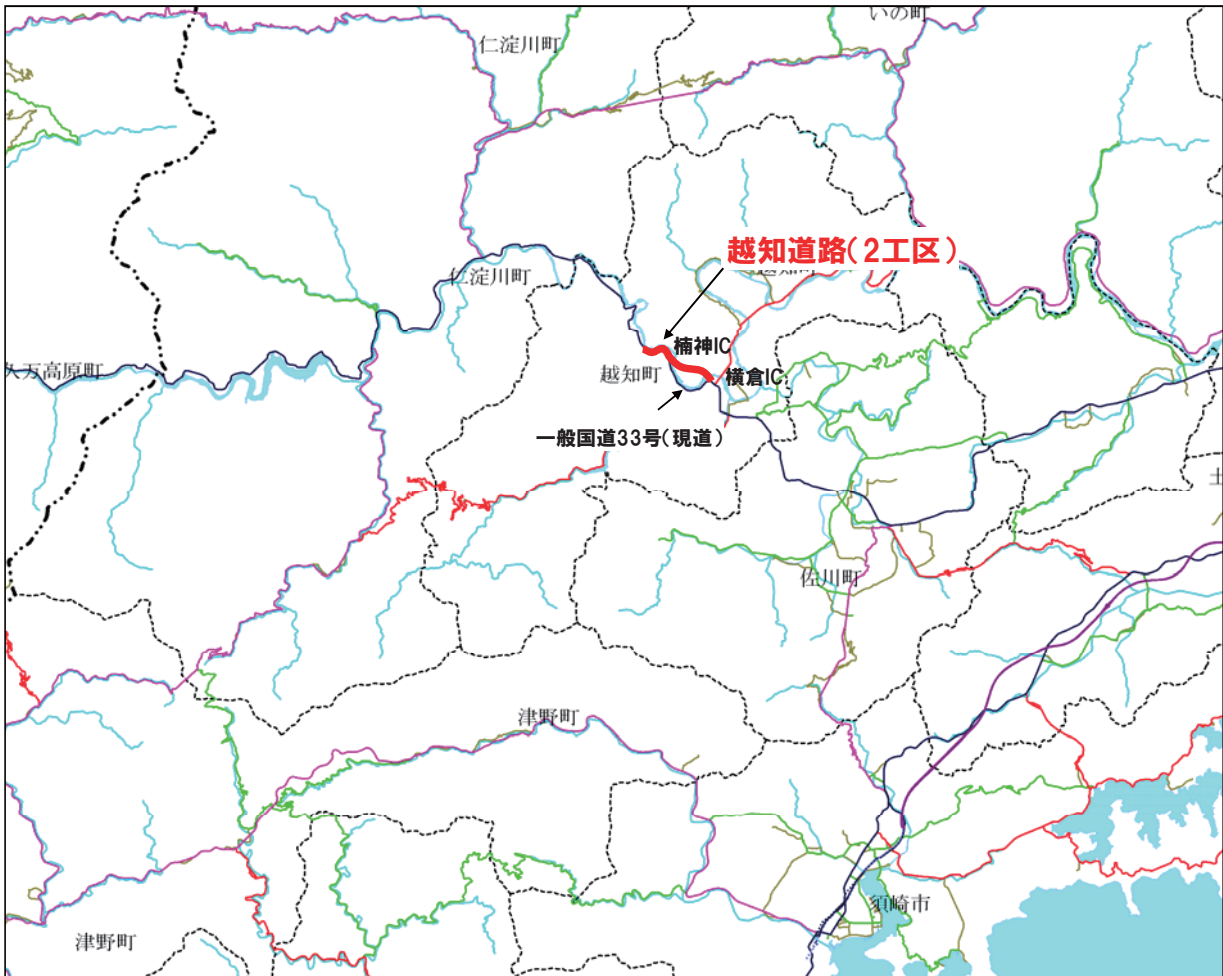 いの町
仁淀川町
越知道路(2工区)
仁淀川町
楠神IC
久万高原町
越知町
横倉IC
一般国道33号(現道)
土
佐川町
津野町
須崎市
津野町